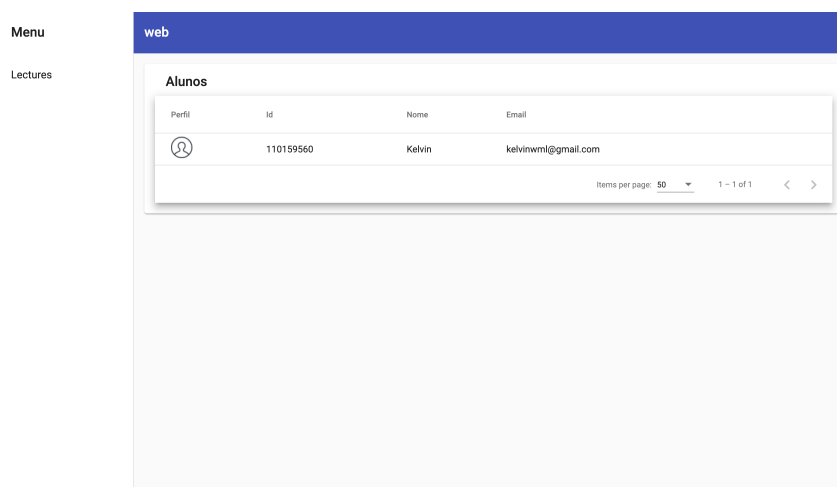 Menu
web
Lectures
Alunos
Perfil Id Nome Email
110159560 Kelvin kelvinwml@gmail.com
Items per page: 50 1 – 1 of 1